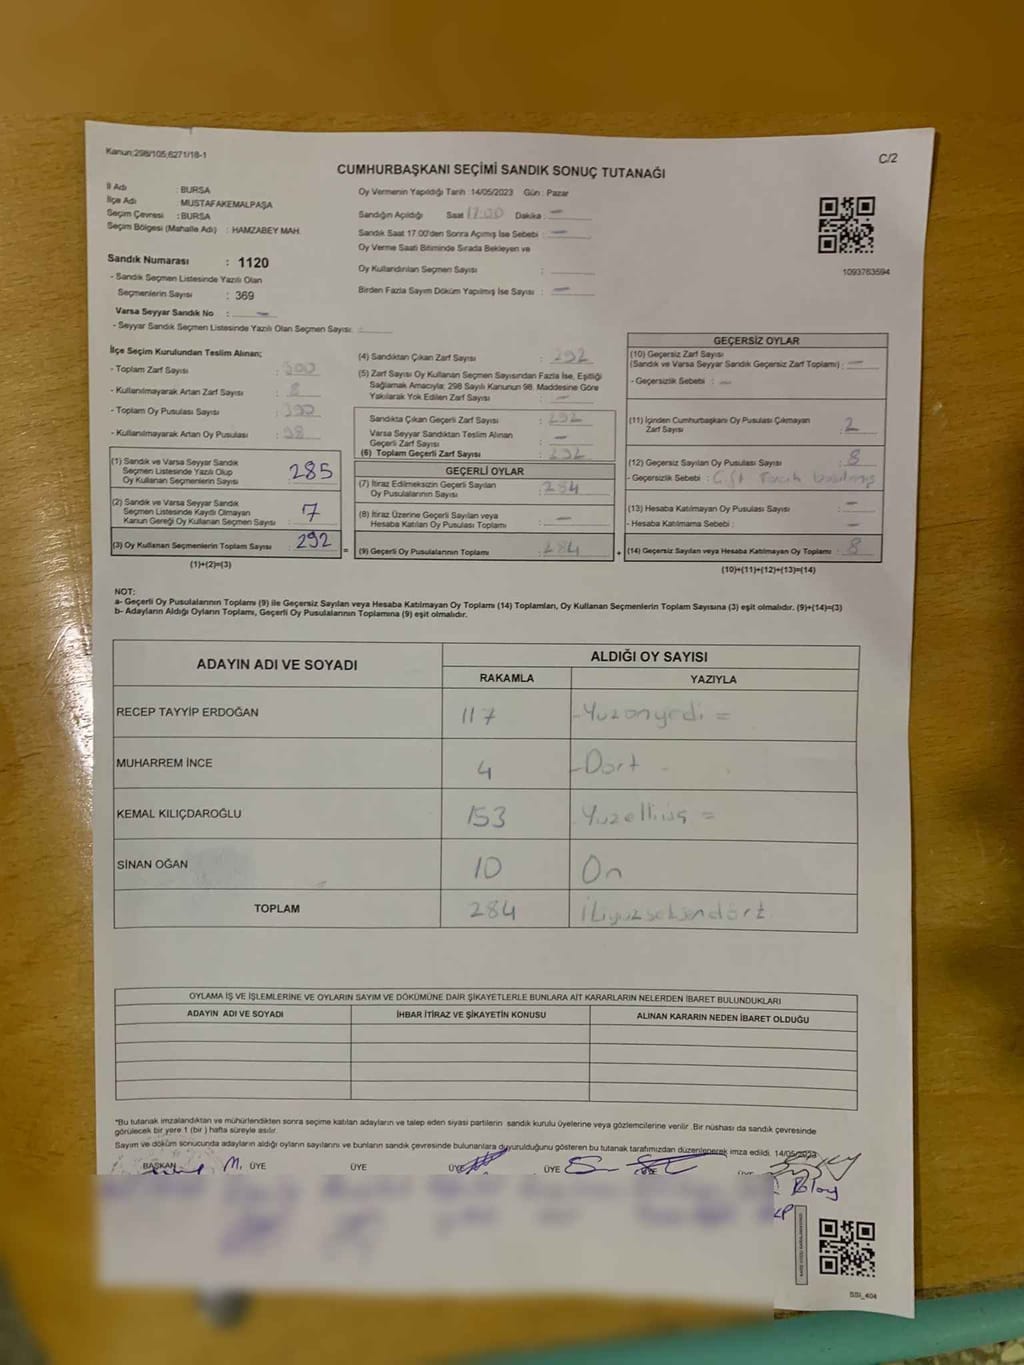 Kanun;298/105;6271/18-1
C/2
CUMHURBAŞKANI SEÇİMİ SANDIK SONUÇ TUTANAĞI
İl Adı : BURSA
İlçe Adı : MUSTAFAKEMALPAŞA
Seçim Çevresi : BURSA
Seçim Bölgesi (Mahalle Adı) : HAMZABEY MAH.
Oy Vermenin Yapıldığı Tarih 14/05/2023 Gün : Pazar
Sandığın Açıldığı Saat 17:00 Dakika : —
Sandık Saat 17.00'den Sonra Açımış İse Sebebi : —
Oy Verme Saati Bitiminde Sırada Bekleyen ve
Oy Kullandırılan Seçmen Sayısı :
Birden Fazla Sayım Döküm Yapılmış İse Sayısı : —
1093763594
Sandık Numarası : 1120
- Sandık Seçmen Listesinde Yazılı Olan
Seçmenlerin Sayısı : 369
Varsa Seyyar Sandık No : —
- Seyyar Sandık Seçmen Listesinde Yazılı Olan Seçmen Sayısı:
İlçe Seçim Kurulundan Teslim Alınan;
- Toplam Zarf Sayısı : 300
- Kullanılmayarak Artan Zarf Sayısı : 8
- Toplam Oy Pusulası Sayısı :
- Kullanılmayarak Artan Oy Pusulası : 98
(1) Sandık ve Varsa Seyyar Sandık
Seçmen Listesinde Yazılı Olup
Oy Kullanan Seçmenlerin Sayısı 285
(2) Sandık ve Varsa Seyyar Sandık
Seçmen Listesinde Kayıtlı Olmayan
Kanun Gereği Oy Kullanan Seçmen Sayısı 7
(3) Oy Kullanan Seçmenlerin Toplam Sayısı : 292
(1)+(2)=(3)
=
(4) Sandıktan Çıkan Zarf Sayısı : 292
(5) Zarf Sayısı Oy Kullanan Seçmen Sayısından Fazla İse, Eşitliği
Sağlamak Amacıyla; 298 Sayılı Kanunun 98. Maddesine Göre
Yakılarak Yok Edilen Zarf Sayısı : —
Sandıkta Çıkan Geçerli Zarf Sayısı : 292
Varsa Seyyar Sandıktan Teslim Alınan
Geçerli Zarf Sayısı : —
(6) Toplam Geçerli Zarf Sayısı : 292
GEÇERLİ OYLAR
(7) İtiraz Edilmeksizin Geçerli Sayılan
Oy Pusulalarının Sayısı : 284
(8) İtiraz Üzerine Geçerli Sayılan veya
Hesaba Katılan Oy Pusulası Toplamı : —
(9) Geçerli Oy Pusulalarının Toplamı : 284
+
GEÇERSİZ OYLAR
(10) Geçersiz Zarf Sayısı
(Sandık ve Varsa Seyyar Sandık Geçersiz Zarf Toplamı) : —
- Geçersizlik Sebebi : —
(11) İçinden Cumhurbaşkanı Oy Pusulası Çıkmayan
Zarf Sayısı : 2
(12) Geçersiz Sayılan Oy Pusulası Sayısı : 8
- Geçersizlik Sebebi : Çift basılmış
(13) Hesaba Katılmayan Oy Pusulası Sayısı : —
- Hesaba Katılmama Sebebi : —
(14) Geçersiz Sayılan veya Hesaba Katılmayan Oy Toplamı : 8
(10)+(11)+(12)+(13)=(14)
NOT:
a- Geçerli Oy Pusulalarının Toplamı (9) ile Geçersiz Sayılan veya Hesaba Katılmayan Oy Toplamı (14) Toplamları, Oy Kullanan Seçmenlerin Toplam Sayısına (3) eşit olmalıdır. (9)+(14)=(3)
b- Adayların Aldığı Oyların Toplamı, Geçerli Oy Pusulalarının Toplamına (9) eşit olmalıdır.
ADAYIN ADI VE SOYADI
ALDIĞI OY SAYISI
RAKAMLA YAZIYLA
RECEP TAYYİP ERDOĞAN 117 -Yüzonyedi =
MUHARREM İNCE 4 -Dört -
KEMAL KILIÇDAROĞLU 153 Yüzelliüç =
SİNAN OĞAN 10 On
TOPLAM 284 İkiyüzseksendört
OYLAMA İŞ VE İŞLEMLERİNE VE OYLARIN SAYIM VE DÖKÜMÜNE DAİR ŞİKAYETLERLE BUNLARA AİT KARARLARIN NELERDEN İBARET BULUNDUKLARI
ADAYIN ADI VE SOYADI İHBAR İTİRAZ VE ŞİKAYETİN KONUSU ALINAN KARARIN NEDEN İBARET OLDUĞU
*Bu tutanak imzalandıktan ve mühürlendikten sonra seçime katılan adayların ve talep eden siyasi partilerin sandık kurulu üyelerine veya gözlemcilerine verilir .Bir nüshası da sandık çevresinde
görülecek bir yere 1 (bir ) hafta süreyle asılır.
Sayım ve döküm sonucunda adayların aldığı oyların sayılarını ve bunların sandık çevresinde bulunanlara duyurulduğunu gösteren bu tutanak tarafımızdan düzenlenerek imza edildi. 14/05/2023
BAŞKAN M. ÜYE ÜYE ÜYE ÜYE
SSİ_404